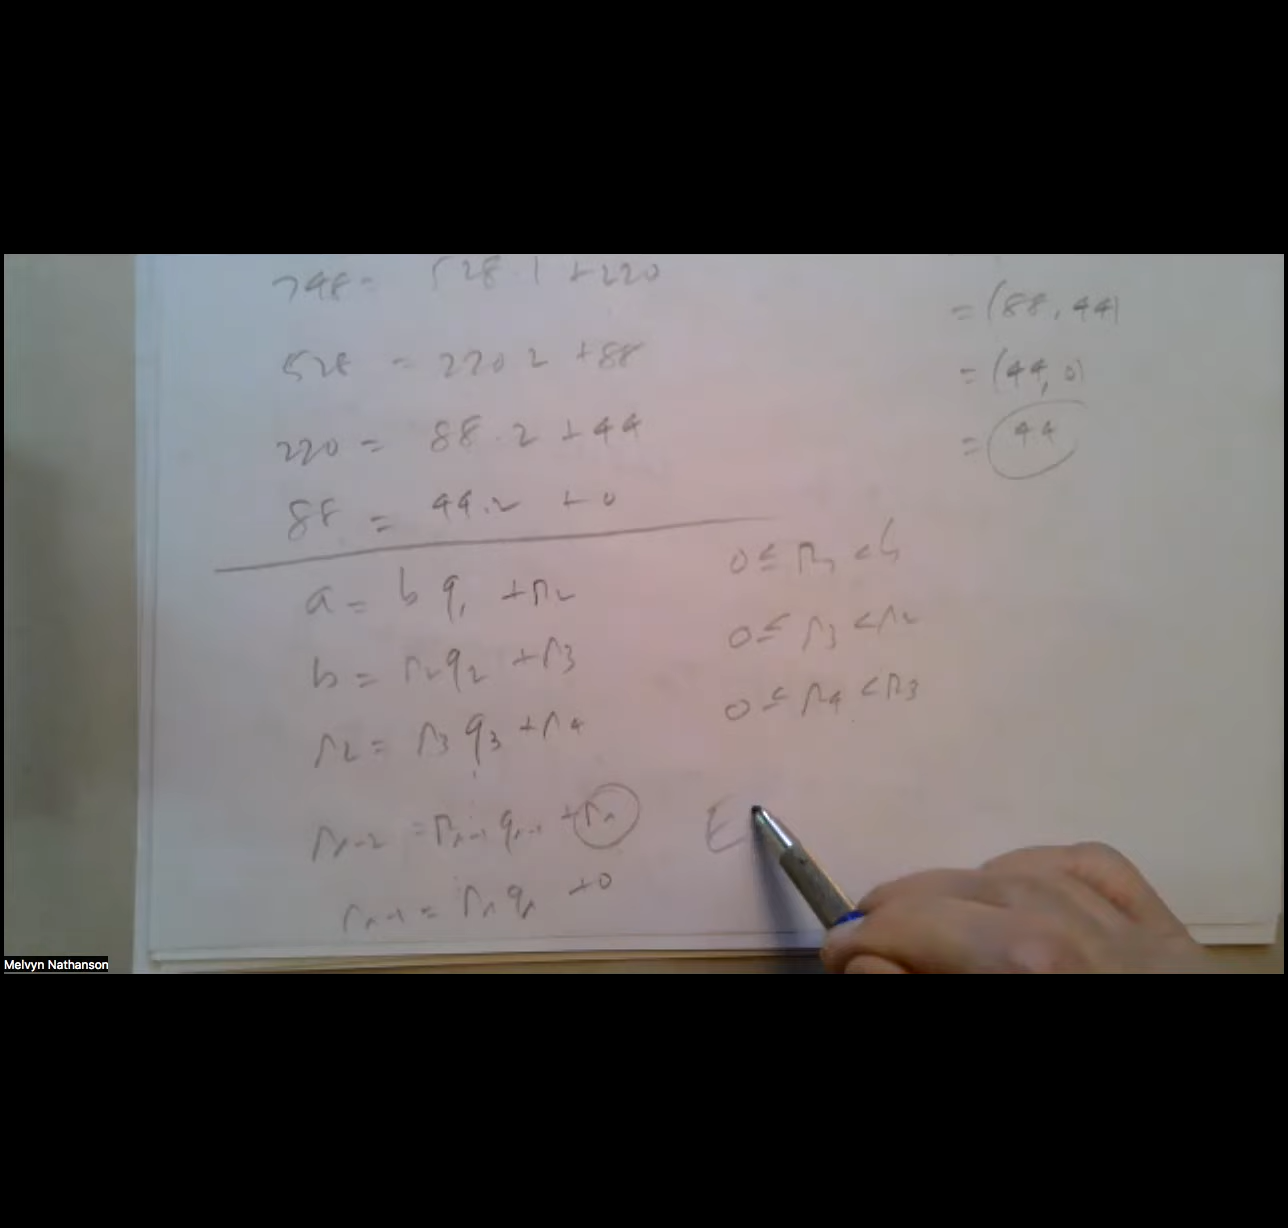 748 = 528·1 + 220
528 = 220·2 + 88
220 = 88·2 + 44
88 = 44·2 + 0
= (88, 44)
= (44, 0)
= 44
a = b q₁ + r₂
b = r₂ q₂ + r₃
r₂ = r₃ q₃ + r₄
rₙ₋₂ = rₙ₋₁ qₙ₋₁ + rₙ
rₙ₋₁ = rₙ qₙ + 0
0 ≤ r₂ < b
0 ≤ r₃ < r₂
0 ≤ r₄ < r₃
E
Melvyn Nathanson